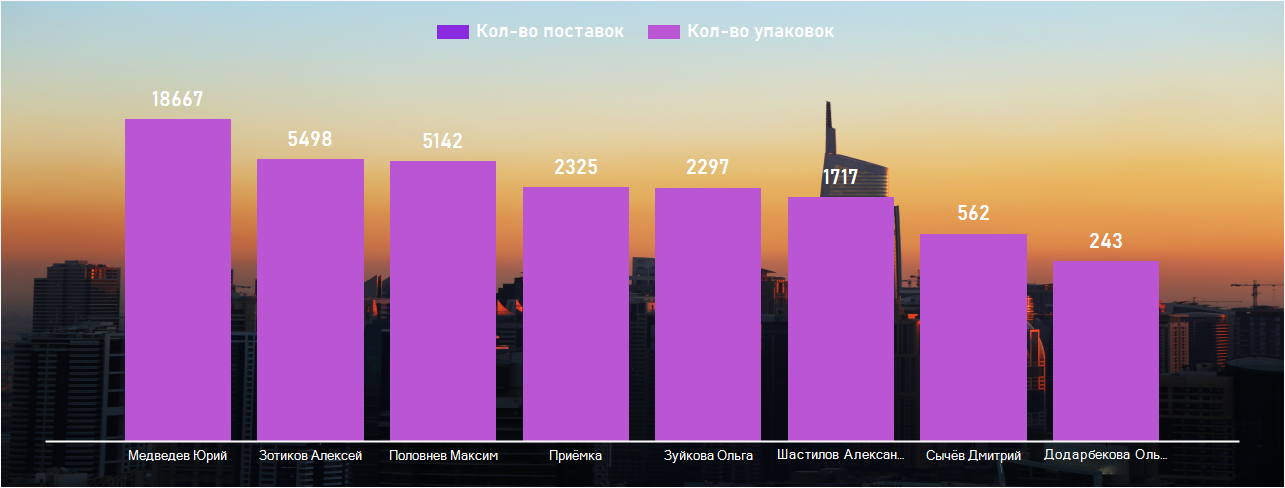 Кол-во поставок Кол-во упаковок
18667
5498
5142
2325
2297
1717
562
243
Медведев Юрий
Зотиков Алексей
Половнев Максим
Приёмка
Зуйкова Ольга
Шастилов Алексан...
Сычёв Дмитрий
Додарбекова Оль...